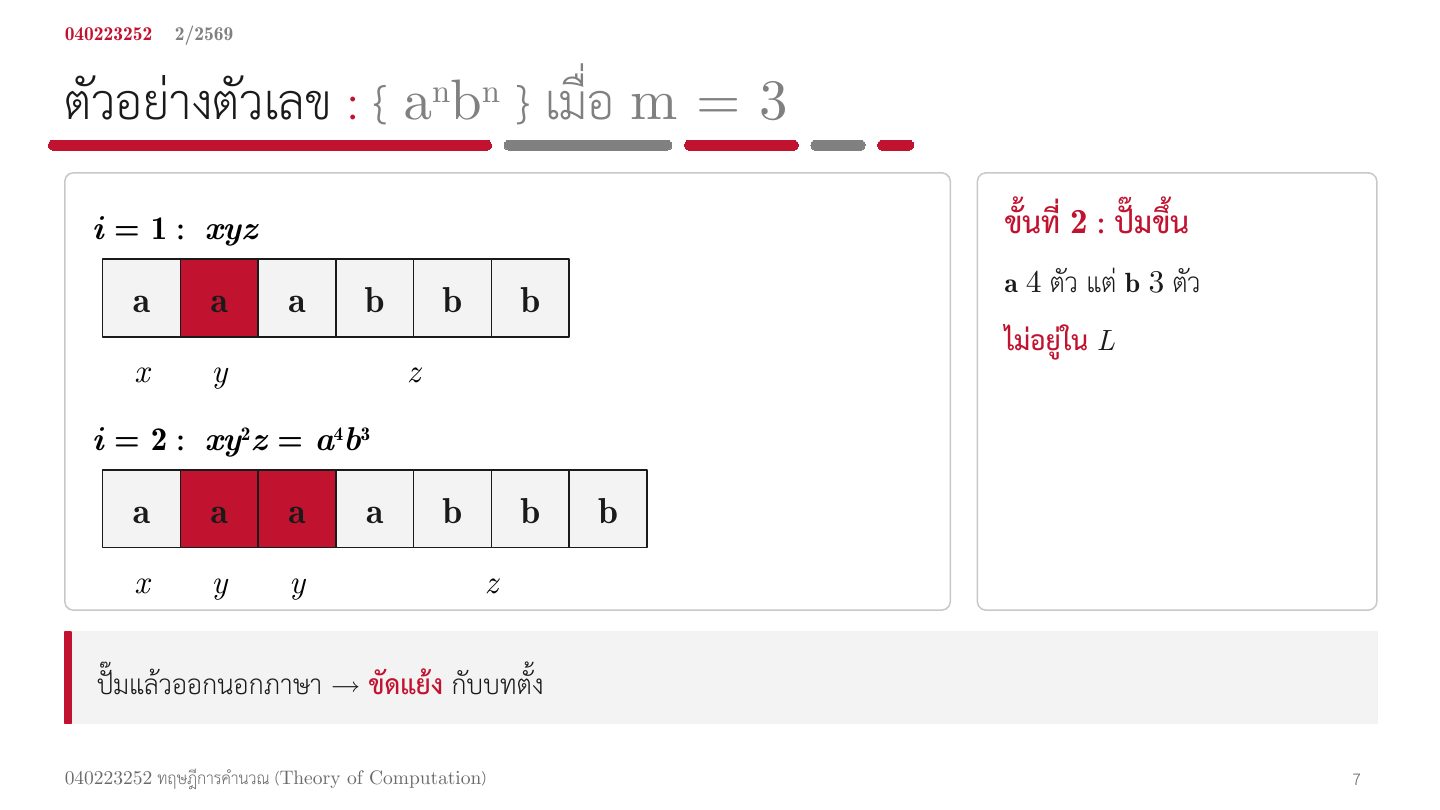 040223252 2/2569
ตัวอย่างตัวเลข : { aⁿbⁿ } เมื่อ m = 3
i = 1 : xyz
a a a b b b
x y z
i = 2 : xy²z = a⁴b³
a a a a b b b
x y y z
ขั้นที่ 2 : ปั๊มขึ้น
a 4 ตัว แต่ b 3 ตัว
ไม่อยู่ใน L
ปั๊มแล้วออกนอกภาษา → ขัดแย้ง กับบทตั้ง
040223252 ทฤษฎีการคำนวณ (Theory of Computation)
7